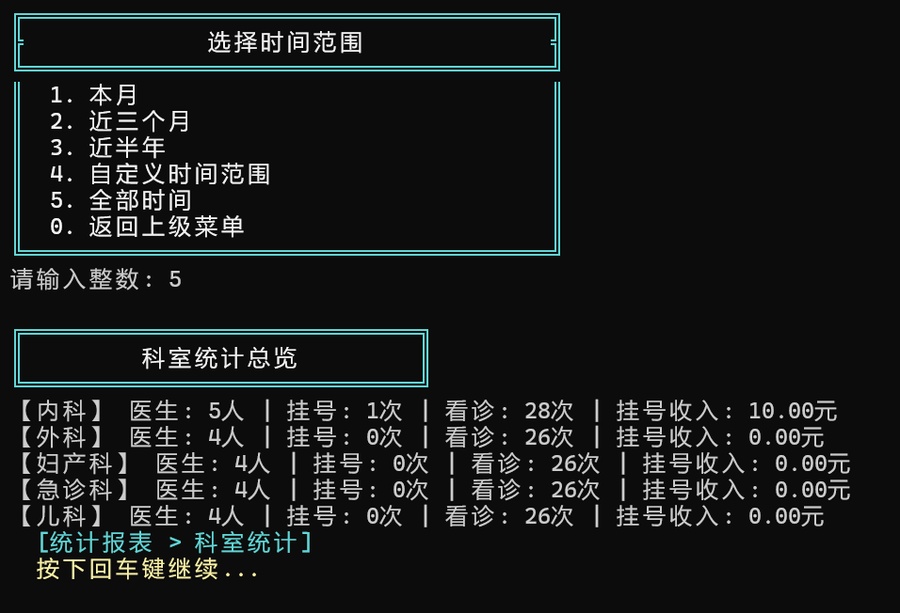 选择时间范围
1. 本月
2. 近三个月
3. 近半年
4. 自定义时间范围
5. 全部时间
0. 返回上级菜单
请输入整数: 5
科室统计总览
【内科】 医生: 5人 | 挂号: 1次 | 看诊: 28次 | 挂号收入: 10.00元
【外科】 医生: 4人 | 挂号: 0次 | 看诊: 26次 | 挂号收入: 0.00元
【妇产科】 医生: 4人 | 挂号: 0次 | 看诊: 26次 | 挂号收入: 0.00元
【急诊科】 医生: 4人 | 挂号: 0次 | 看诊: 26次 | 挂号收入: 0.00元
【儿科】 医生: 4人 | 挂号: 0次 | 看诊: 26次 | 挂号收入: 0.00元
[统计报表 > 科室统计]
按下回车键继续...